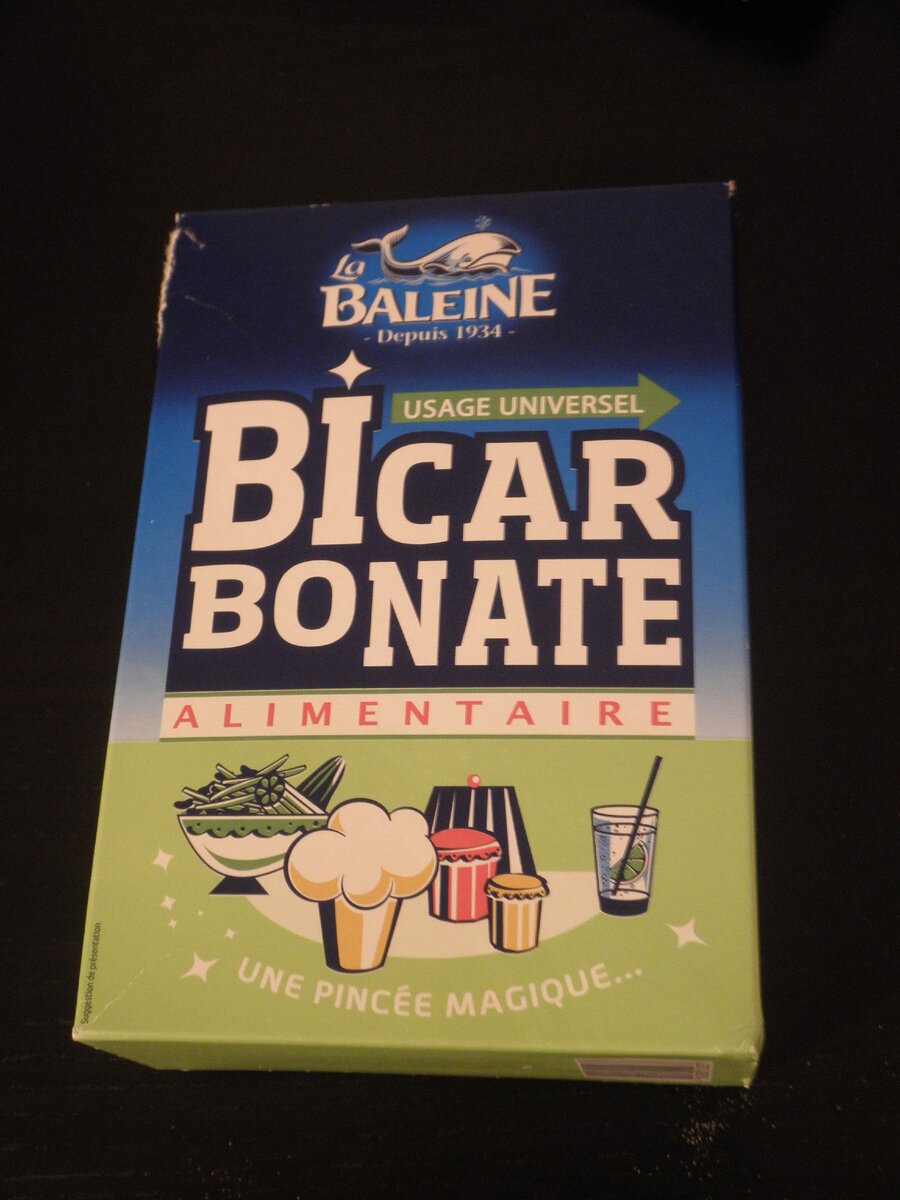 La
BALEINE
- Depuis 1934 -
USAGE UNIVERSEL
BICAR
BONATE
ALIMENTAIRE
Suggestion de présentation
UNE PINCÉE MAGIQUE...